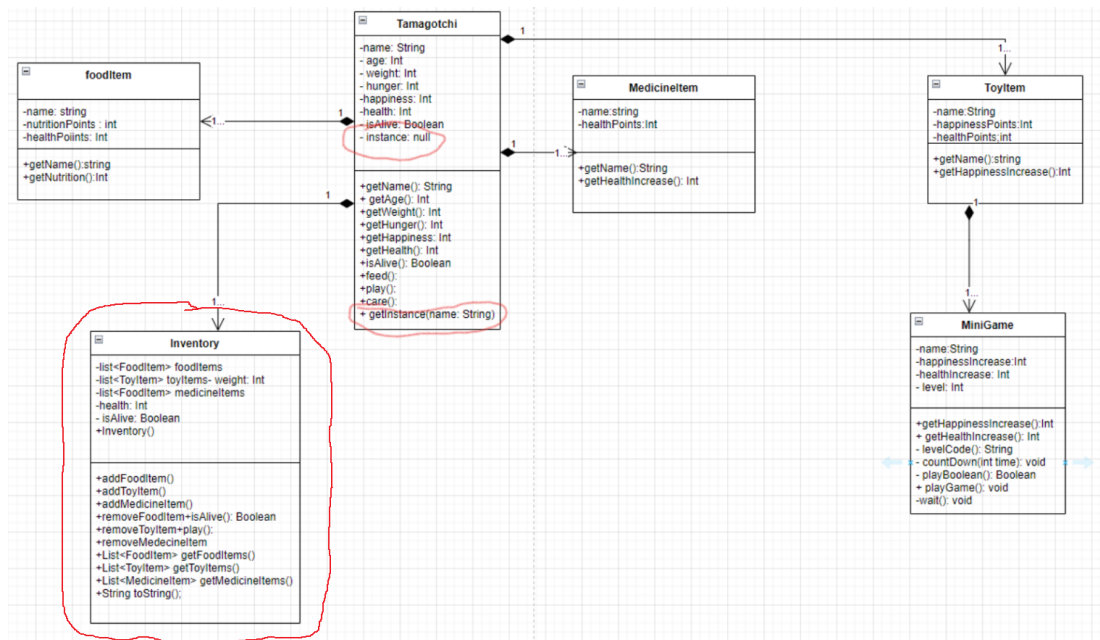 Tamagotchi
-name: String
- age: Int
- weight: Int
- hunger: Int
-happiness: Int
-health: Int
-isAlive: Boolean
- instance: null
+getName(): String
+ getAge(): Int
+getWeight(): Int
+getHunger(): Int
+getHappiness: Int
+getHealth(): Int
+isAlive(): Boolean
+feed():
+play():
+care():
+ getInstance(name: String)
1
1...
1
1...
1
1...
1
1...
foodItem
-name: string
-nutritionPoints : int
-healthPoiints: Int
+getName():string
+getNutrition():Int
MedicineItem
-name:string
-healthPoints:Int
+getName():String
+getHealthIncrease(): Int
ToyItem
-name:String
-happinessPoints:Int
-healthPoints;int
+getName():string
+getHappinessIncrease():Int
1
1...
Inventory
-list<FoodItem> foodItems
-list<ToyItem> toyItems- weight: Int
-list<FoodItem> medicineItems
-health: Int
- isAlive: Boolean
+Inventory()
+addFoodItem()
+addToyItem()
+addMedicineItem()
+removeFoodItem+isAlive(): Boolean
+removeToyItem+play():
+removeMedecineItem
+List<FoodItem> getFoodItems()
+List<ToyItem> getToyItems()
+List<MedicineItem> getMedicineItems()
+String toString();
MiniGame
-name:String
-happinessIncrease:Int
-healthIncrease: Int
- level: Int
+getHappinessIncrease():Int
+ getHealthIncrease(): Int
- levelCode(): String
- countDown(int time): void
- playBoolean(): Boolean
+ playGame(): void
-wait(): void